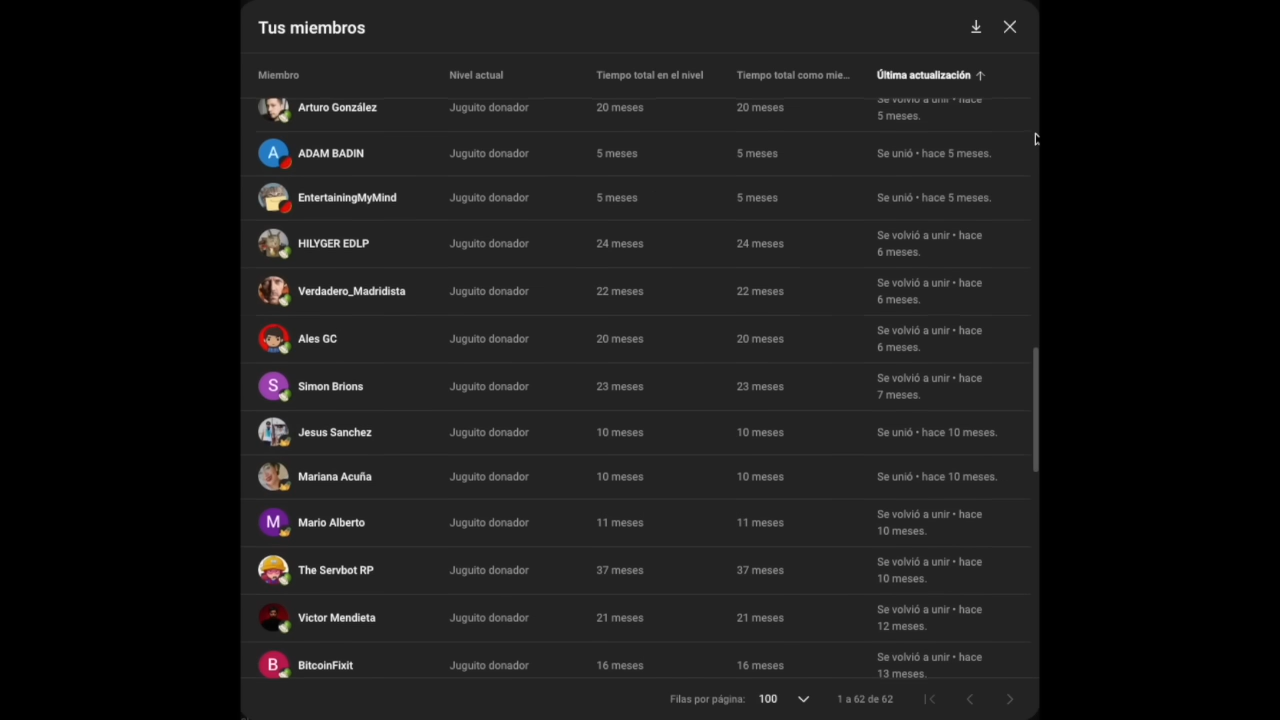 Tus miembros
Miembro Nivel actual Tiempo total en el nivel Tiempo total como mie... Última actualización
Arturo González Juguito donador 20 meses 20 meses Se volvió a unir • hace
5 meses.
A ADAM BADIN Juguito donador 5 meses 5 meses Se unió • hace 5 meses.
EntertainingMyMind Juguito donador 5 meses 5 meses Se unió • hace 5 meses.
HILYGER EDLP Juguito donador 24 meses 24 meses Se volvió a unir • hace
6 meses.
Verdadero_Madridista Juguito donador 22 meses 22 meses Se volvió a unir • hace
6 meses.
Ales GC Juguito donador 20 meses 20 meses Se volvió a unir • hace
6 meses.
S Simon Brions Juguito donador 23 meses 23 meses Se volvió a unir • hace
7 meses.
Jesus Sanchez Juguito donador 10 meses 10 meses Se unió • hace 10 meses.
Mariana Acuña Juguito donador 10 meses 10 meses Se unió • hace 10 meses.
M Mario Alberto Juguito donador 11 meses 11 meses Se volvió a unir • hace
10 meses.
The Servbot RP Juguito donador 37 meses 37 meses Se volvió a unir • hace
10 meses.
Victor Mendieta Juguito donador 21 meses 21 meses Se volvió a unir • hace
12 meses.
B BitcoinFixit Juguito donador 16 meses 16 meses Se volvió a unir • hace
13 meses.
Filas por página: 100 1 a 62 de 62